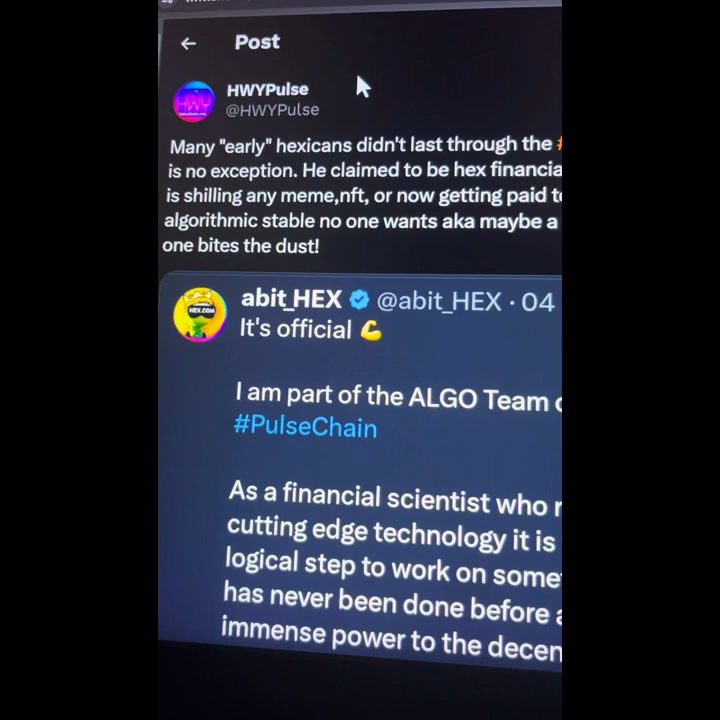 Post
HWYPulse
@HWYPulse
Many "early" hexicans didn't last through the
is no exception. He claimed to be hex financia
is shilling any meme,nft, or now getting paid to
algorithmic stable no one wants aka maybe a
one bites the dust!
HEX.COM
abit_HEX @abit_HEX · 04
It's official 💪
I am part of the ALGO Team
#PulseChain
As a financial scientist who
cutting edge technology it is
logical step to work on some
has never been done before
immense power to the decen